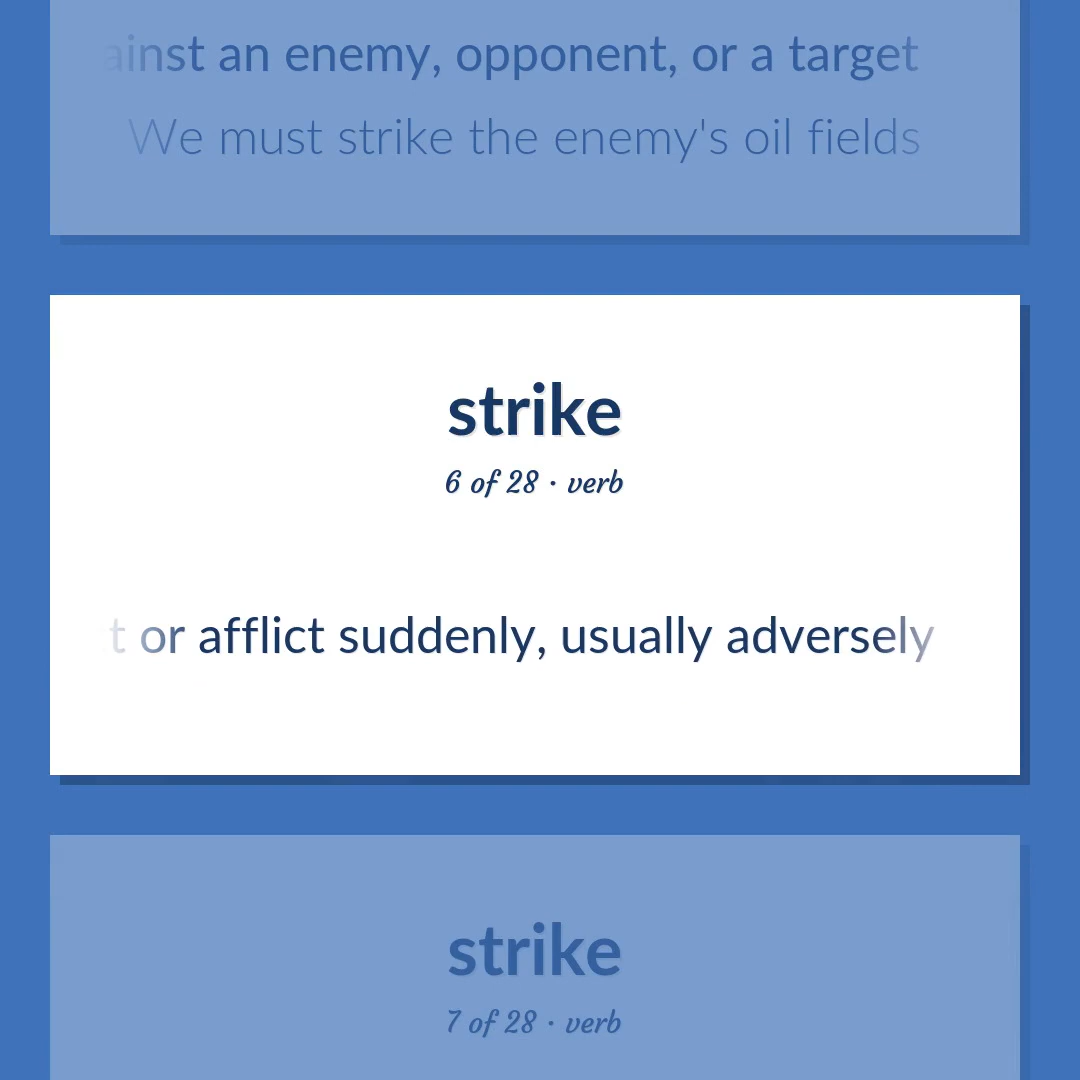 ainst an enemy, opponent, or a target
We must strike the enemy's oil fields
strike
6 of 28 · verb
t or afflict suddenly, usually adversely
strike
7 of 28 · verb